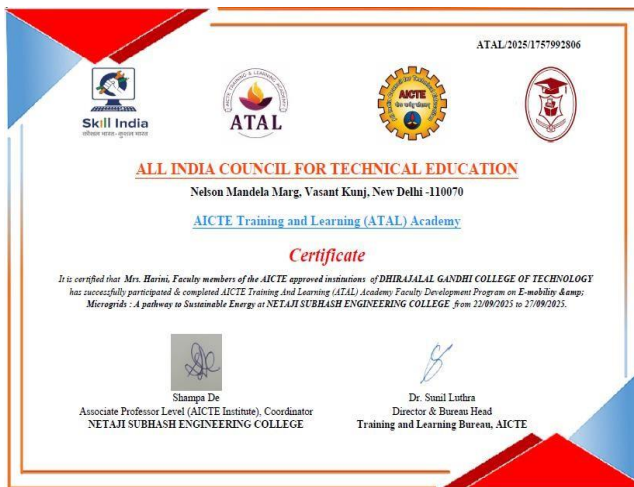 ATAL/2025/1757992806
Skill India
कौशल भारत - कुशल भारत
ATAL
AICTE
ALL INDIA COUNCIL FOR TECHNICAL EDUCATION
Nelson Mandela Marg, Vasant Kunj, New Delhi -110070
AICTE Training and Learning (ATAL) Academy
Certificate
It is certified that Mrs. Harini, Faculty members of the AICTE approved institutions of DHIRAJALAL GANDHI COLLEGE OF TECHNOLOGY
has successfully participated & completed AICTE Training And Learning (ATAL) Academy Faculty Development Program on E-mobility &amp;
Microgrids : A pathway to Sustainable Energy at NETAJI SUBHASH ENGINEERING COLLEGE from 22/09/2025 to 27/09/2025.
Shampa De
Associate Professor Level (AICTE Institute), Coordinator
NETAJI SUBHASH ENGINEERING COLLEGE
Dr. Sunil Luthra
Director & Bureau Head
Training and Learning Bureau, AICTE